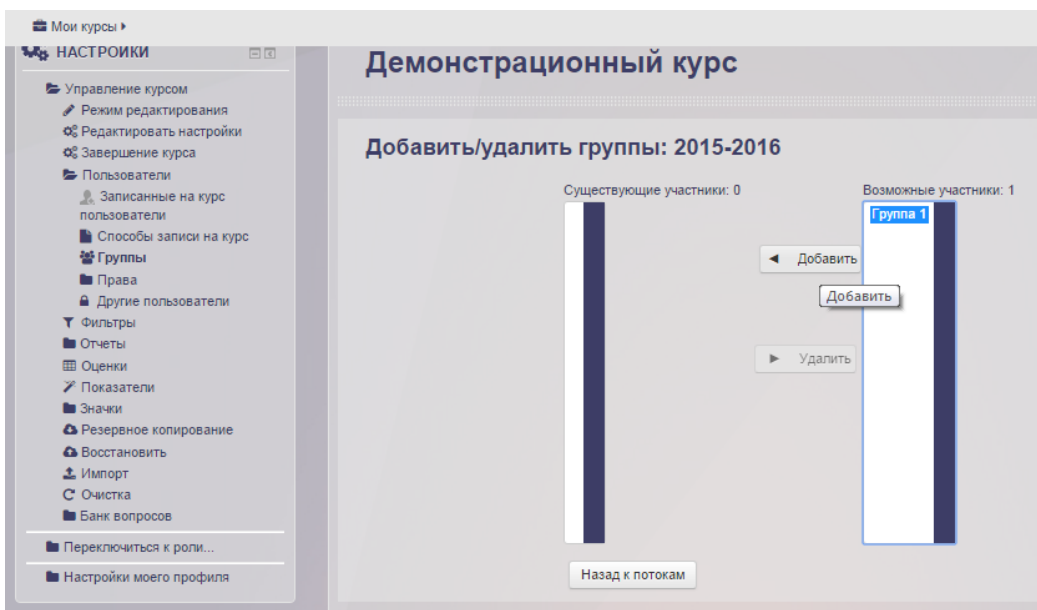 Мои курсы
НАСТРОЙКИ
Управление курсом
Режим редактирования
Редактировать настройки
Завершение курса
Пользователи
Записанные на курс
пользователи
Способы записи на курс
Группы
Права
Другие пользователи
Фильтры
Отчеты
Оценки
Показатели
Значки
Резервное копирование
Восстановить
Импорт
Очистка
Банк вопросов
Переключиться к роли...
Настройки моего профиля
Демонстрационный курс
Добавить/удалить группы: 2015-2016
Существующие участники: 0
Возможные участники: 1
Группа 1
Добавить
Добавить
Удалить
Назад к потокам